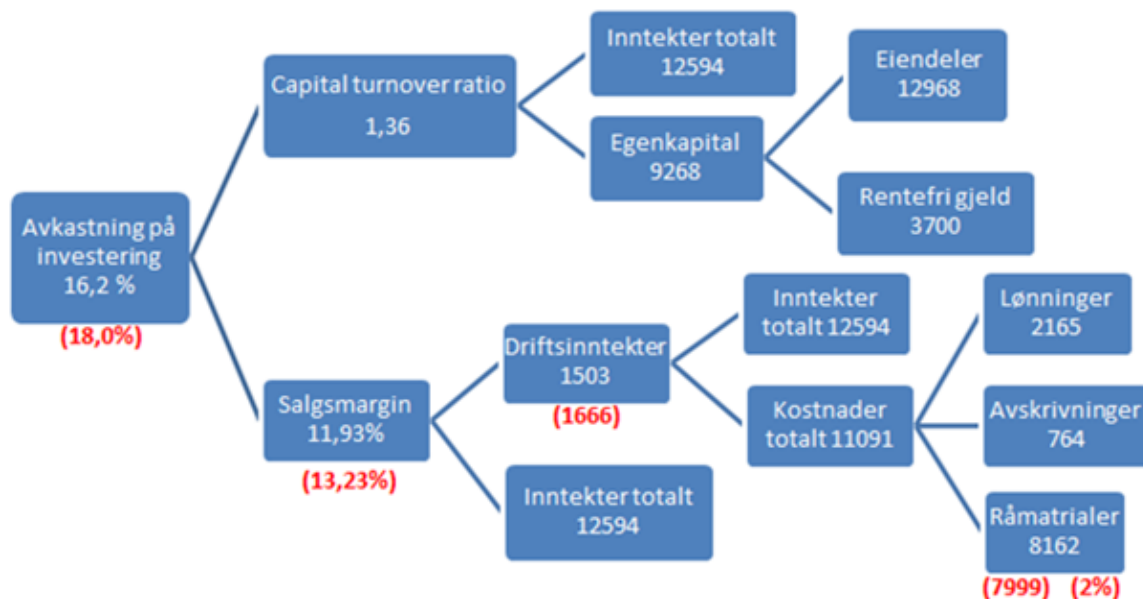 Avkastning på
investering
16,2 %
(18,0%)
Capital turnover ratio
1,36
Inntekter totalt
12594
Egenkapital
9268
Eiendeler
12968
Rentefri gjeld
3700
Salgsmargin
11,93%
(13,23%)
Driftsinntekter
1503
(1666)
Inntekter totalt
12594
Inntekter
totalt 12594
Kostnader
totalt 11091
Lønninger
2165
Avskrivninger
764
Råmatrialer
8162
(7999) (2%)